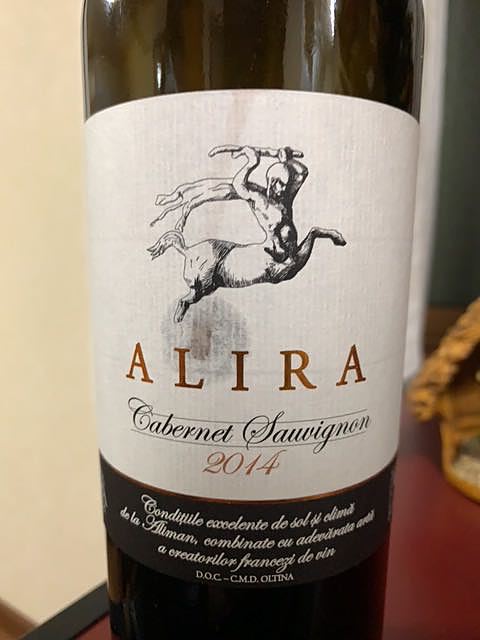 ALIRA
Cabernet Sauvignon
2014
Condițiile excelente de sol și climă
de la Aliman, combinate cu adevărata artă
a creatorilor francezi de vin
D.O.C. – C.M.D. OLTINA